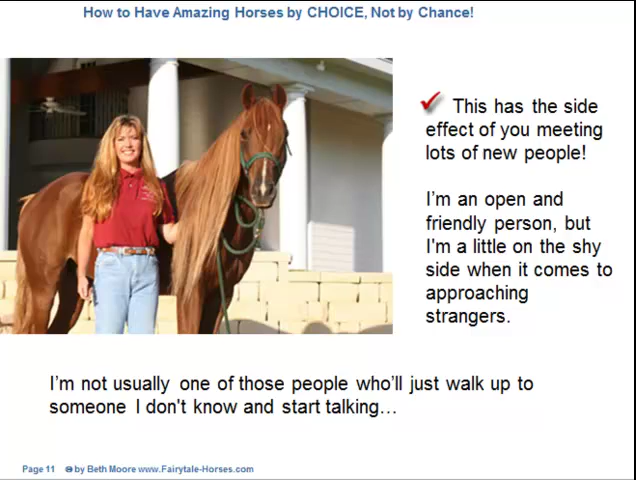 How to Have Amazing Horses by CHOICE, Not by Chance!
This has the side
effect of you meeting
lots of new people!
I'm an open and
friendly person, but
I'm a little on the shy
side when it comes to
approaching
strangers.
I'm not usually one of those people who'll just walk up to
someone I don't know and start talking…
Page 11 © by Beth Moore www.Fairytale-Horses.com